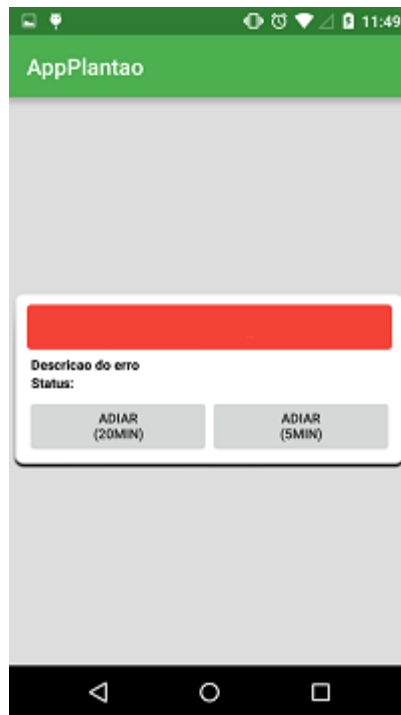 11:49
AppPlantao
Descricao do erro
Status:
ADIAR
(20MIN)
ADIAR
(5MIN)